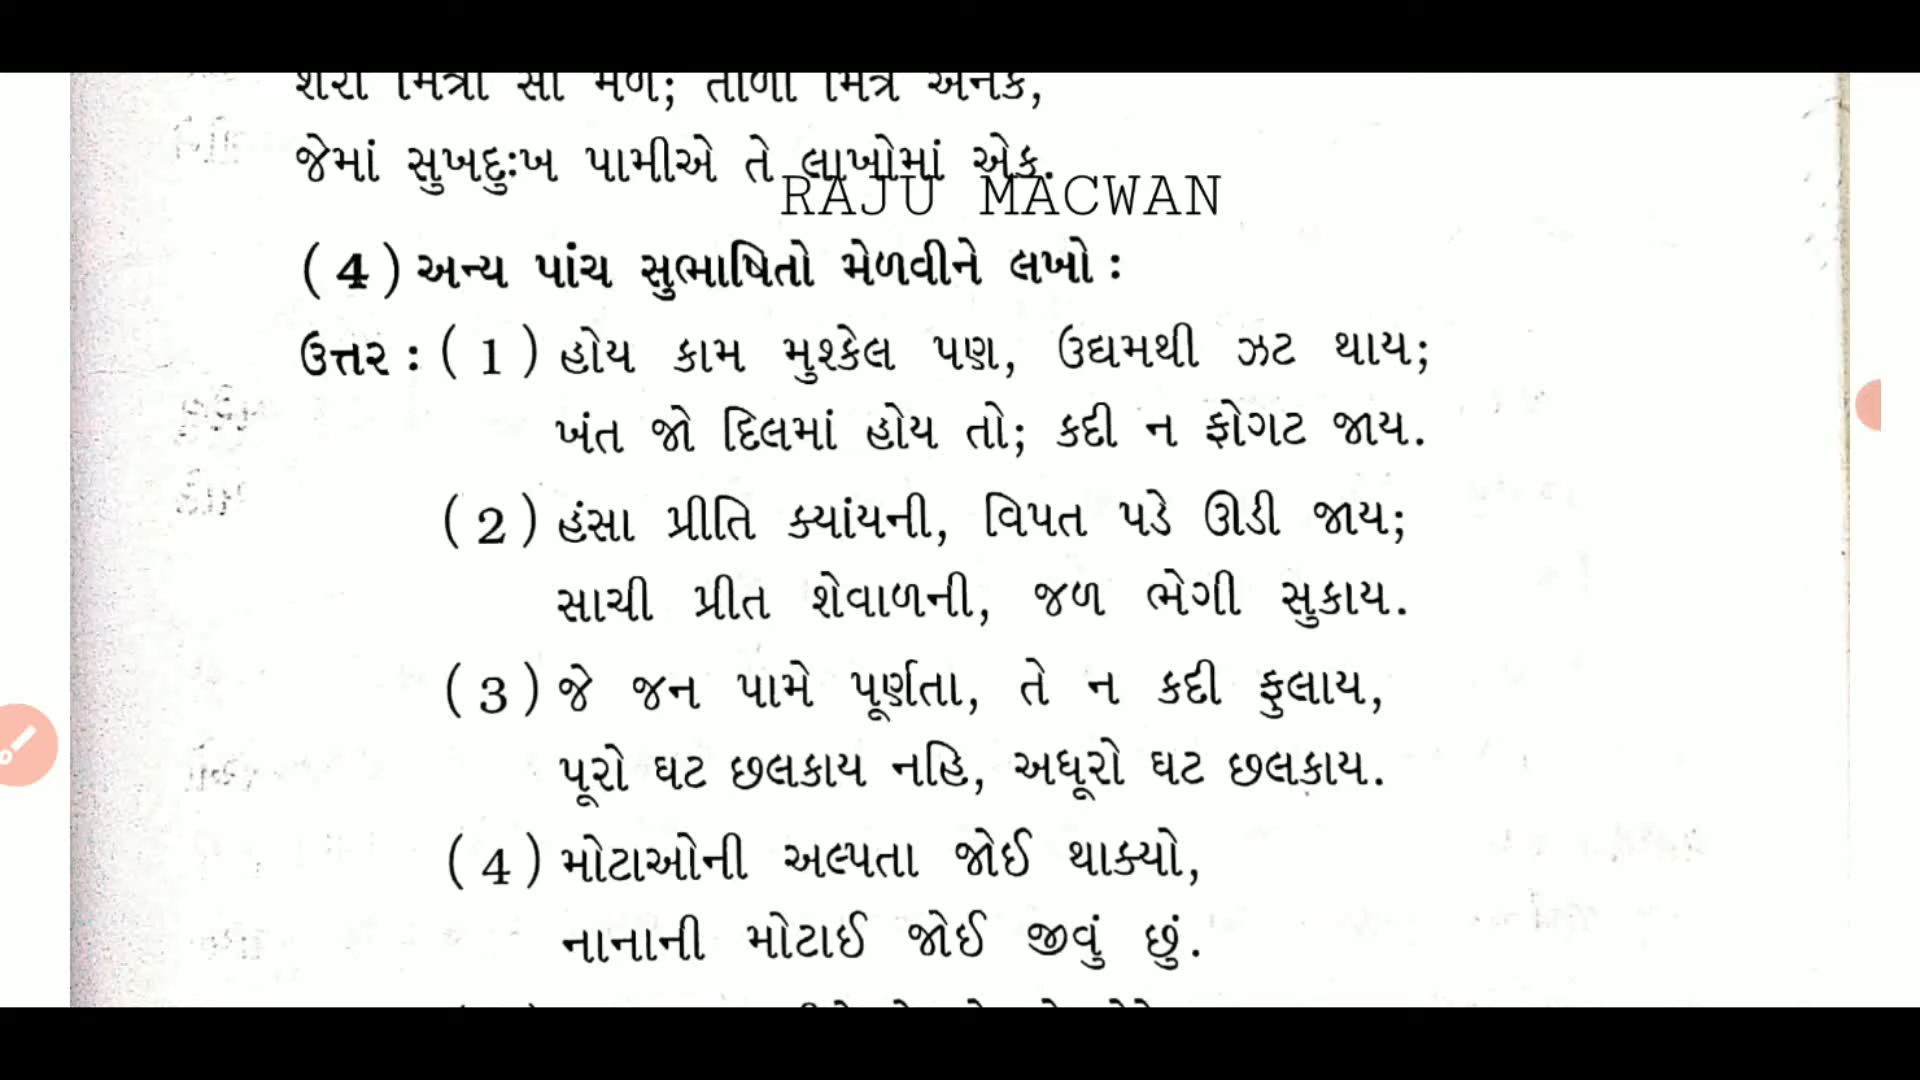 શેરી મિત્રો સો મળે; તાળી મિત્ર અનેક,
જેમાં સુખદુઃખ પામીએ તે લાખોમાં એક.
RAJU MACWAN
(4) અન્ય પાંચ સુભાષિતો મેળવીને લખો :
ઉત્તર : (1) હોય કામ મુશ્કેલ પણ, ઉદ્યમથી ઝટ થાય;
ખંત જો દિલમાં હોય તો; કદી ન ફોગટ જાય.
(2) હંસા પ્રીતિ ક્યાંયની, વિપત પડે ઊડી જાય;
સાચી પ્રીત શેવાળની, જળ ભેગી સુકાય.
(3) જે જન પામે પૂર્ણતા, તે ન કદી ફુલાય,
પૂરો ઘટ છલકાય નહિ, અધૂરો ઘટ છલકાય.
(4) મોટાઓની અલ્પતા જોઈ થાક્યો,
નાનાની મોટાઈ જોઈ જીવું છું.